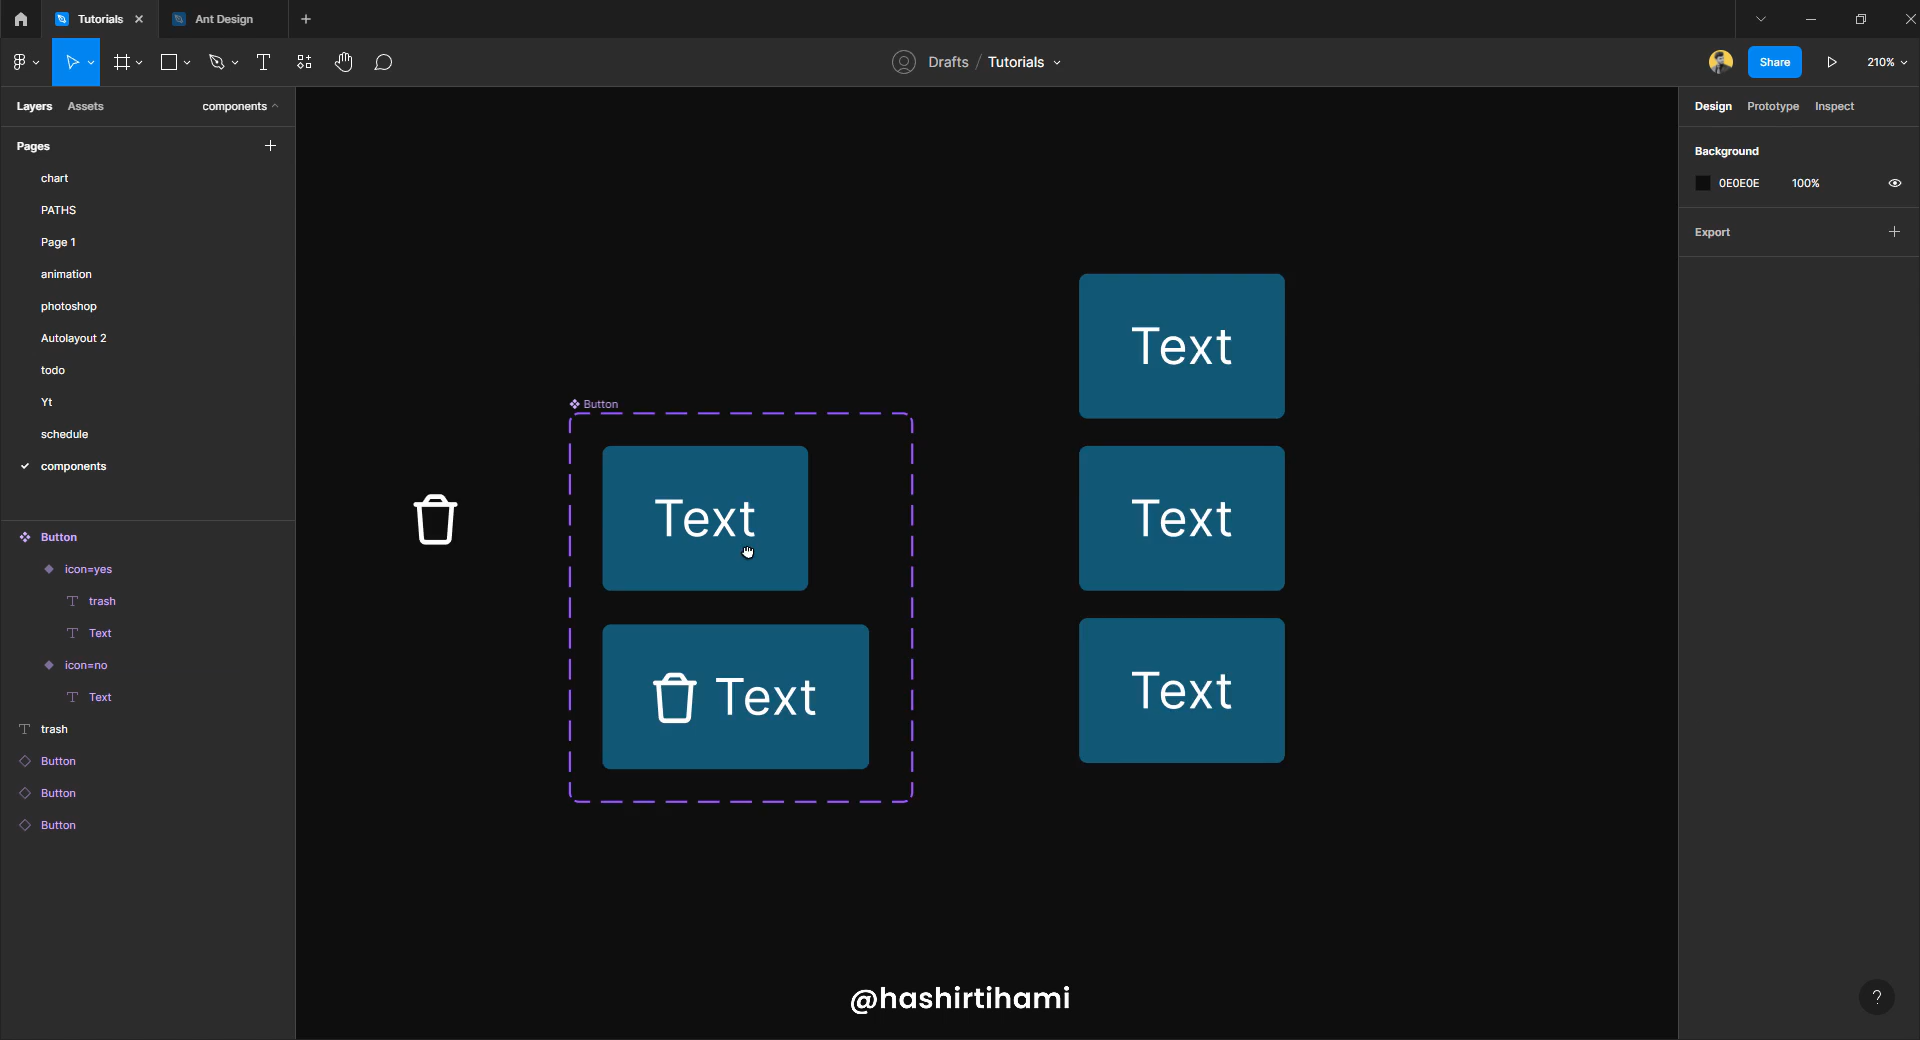 Tutorials
Ant Design
Drafts / Tutorials
Share
210%
Layers
Assets
components
Design
Prototype
Inspect
Pages
chart
PATHS
Page 1
animation
photoshop
Autolayout 2
todo
Yt
schedule
components
Button
icon=yes
trash
Text
icon=no
Text
trash
Button
Button
Button
Button
Text
Text
Text
Text
Text
Background
0E0E0E
100%
Export
@hashirtihami
?